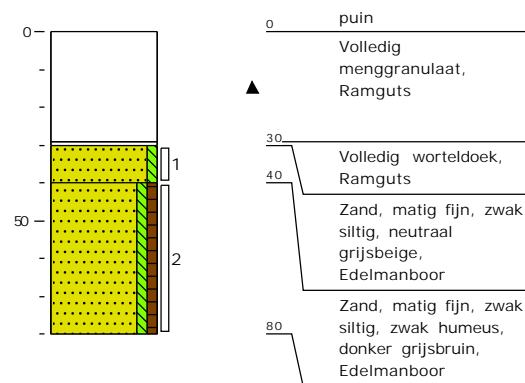 0
50
1
2
0
puin
Volledig
menggranulaat,
Ramguts
30
Volledig worteldoek,
Ramguts
40
Zand, matig fijn, zwak
siltig, neutraal
grijsbeige,
Edelmanboor
80
Zand, matig fijn, zwak
siltig, zwak humeus,
donker grijsbruin,
Edelmanboor